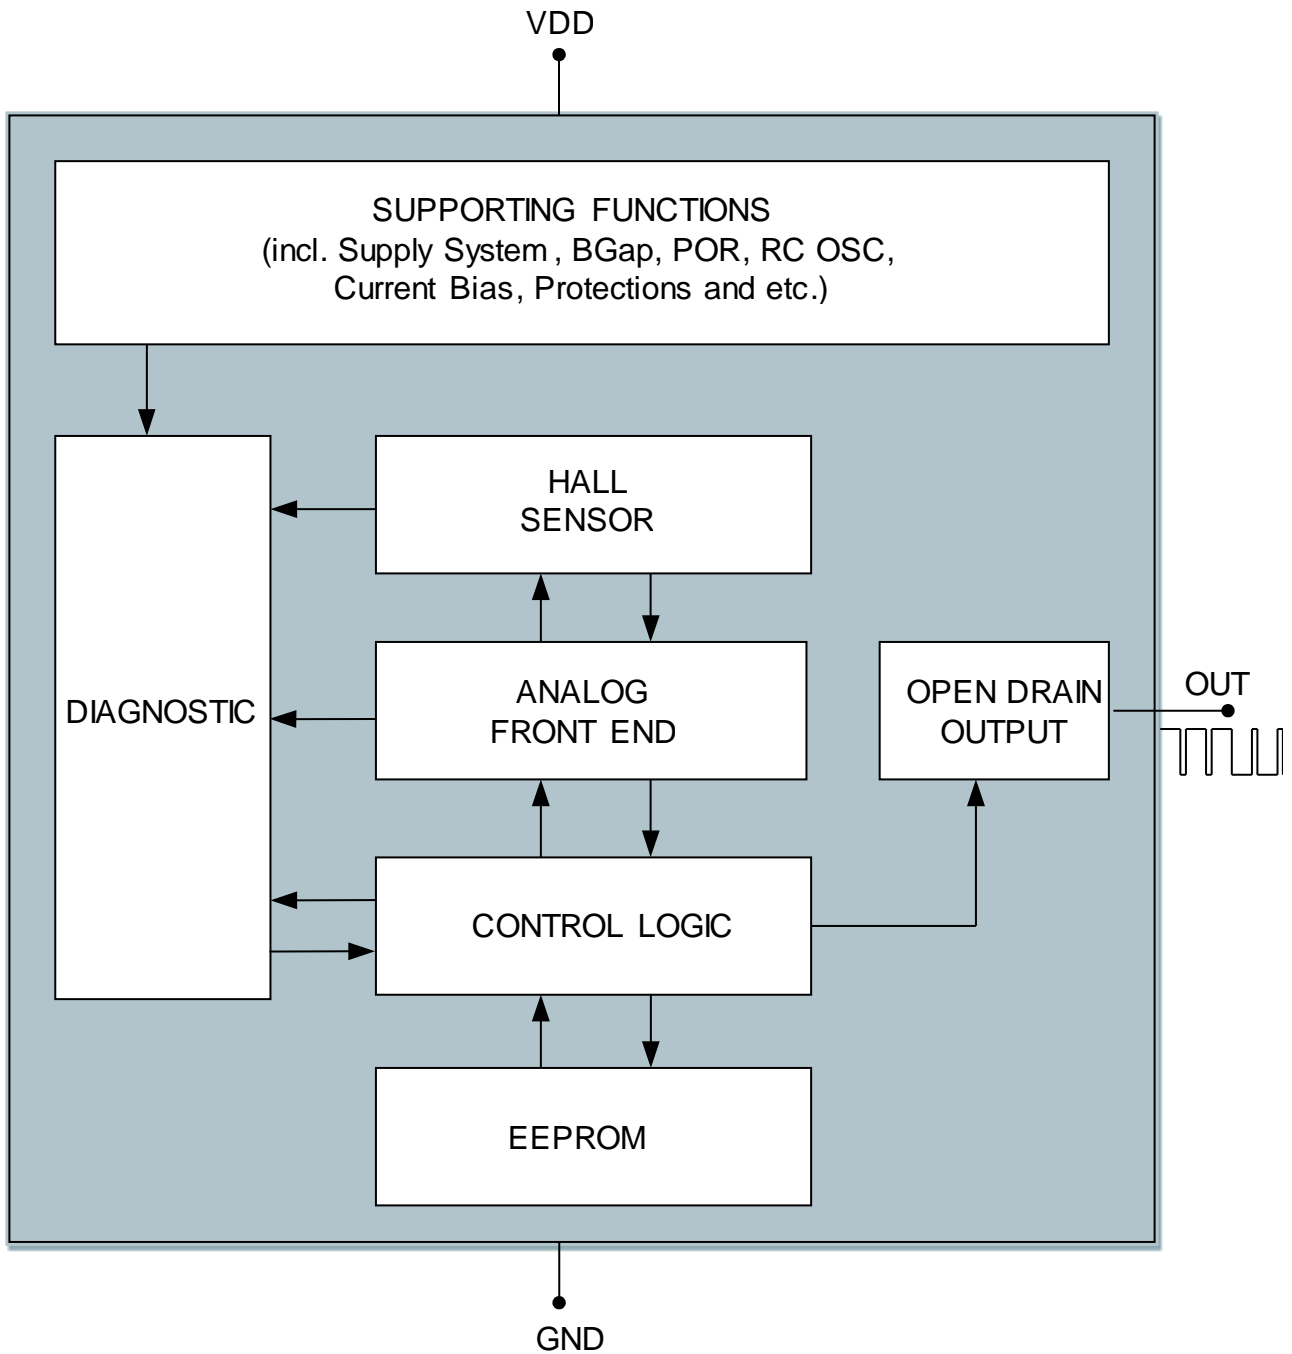 VDD
SUPPORTING FUNCTIONS
(incl. Supply System, BGap, POR, RC OSC,
Current Bias, Protections and etc.)
HALL
SENSOR
DIAGNOSTIC
ANALOG
FRONT END
OPEN DRAIN
OUTPUT
OUT
CONTROL LOGIC
EEPROM
GND